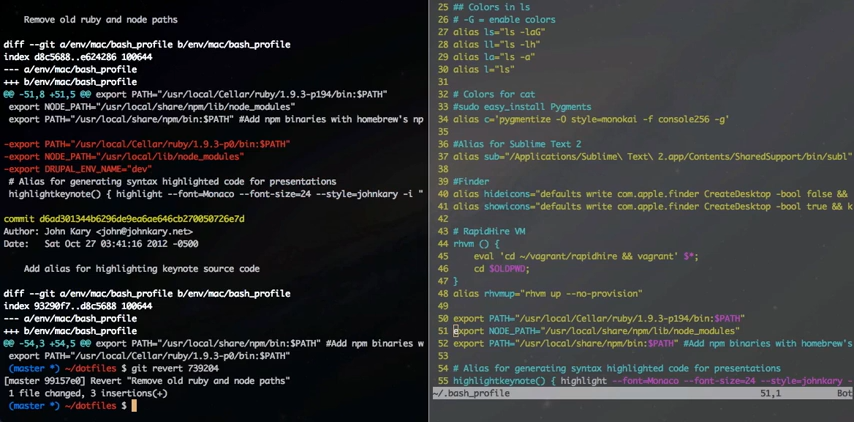 Remove old ruby and node paths
diff --git a/env/mac/bash_profile b/env/mac/bash_profile
index d8c5688..e624286 100644
--- a/env/mac/bash_profile
+++ b/env/mac/bash_profile
@@ -51,8 +51,5 @@ export PATH="/usr/local/Cellar/ruby/1.9.3-p194/bin:$PATH"
export NODE_PATH="/usr/local/share/npm/lib/node_modules"
export PATH="/usr/local/share/npm/bin:$PATH" #Add npm binaries with homebrew's np
-export PATH="/usr/local/Cellar/ruby/1.9.3-p0/bin:$PATH"
-export NODE_PATH="/usr/local/lib/node_modules"
-export DRUPAL_ENV_NAME="dev"
# Alias for generating syntax highlighted code for presentations
highlightkeynote() { highlight --font=Monaco --font-size=24 --style=johnkary -i "
commit d6ad301344b6296de9ea6ae646cb270050726e7d
Author: John Kary <john@johnkary.net>
Date:   Sat Oct 27 03:41:16 2012 -0500
Add alias for highlighting keynote source code
diff --git a/env/mac/bash_profile b/env/mac/bash_profile
index 93290f7..d8c5688 100644
--- a/env/mac/bash_profile
+++ b/env/mac/bash_profile
@@ -54,3 +54,5 @@ export PATH="/usr/local/share/npm/bin:$PATH" #Add npm binaries w
export PATH="/usr/local/Cellar/ruby/1.9.3-p0/bin:$PATH"
(master *) ~/dotfiles $ git revert 739204
[master 99157e0] Revert "Remove old ruby and node paths"
1 file changed, 3 insertions(+)
(master *) ~/dotfiles $
25 ## Colors in ls
26 # -G = enable colors
27 alias ls="ls -laG"
28 alias ll="ls -lh"
29 alias la="ls -a"
30 alias l="ls"
31
32 # Colors for cat
33 #sudo easy_install Pygments
34 alias c='pygmentize -O style=monokai -f console256 -g'
35
36 #Alias for Sublime Text 2
37 alias sub="/Applications/Sublime\ Text\ 2.app/Contents/SharedSupport/bin/subl"
38
39 #Finder
40 alias hideicons="defaults write com.apple.finder CreateDesktop -bool false &&
41 alias showicons="defaults write com.apple.finder CreateDesktop -bool true && k
42
43 # RapidHire VM
44 rhvm () {
45     eval 'cd ~/vagrant/rapidhire && vagrant' $*;
46     cd $OLDPWD;
47 }
48 alias rhvmup="rhvm up --no-provision"
49
50 export PATH="/usr/local/Cellar/ruby/1.9.3-p194/bin:$PATH"
51 export NODE_PATH="/usr/local/share/npm/lib/node_modules"
52 export PATH="/usr/local/share/npm/bin:$PATH" #Add npm binaries with homebrew's
53
54 # Alias for generating syntax highlighted code for presentations
55 highlightkeynote() { highlight --font=Monaco --font-size=24 --style=johnkary -
~/.bash_profile 51,1 Bot